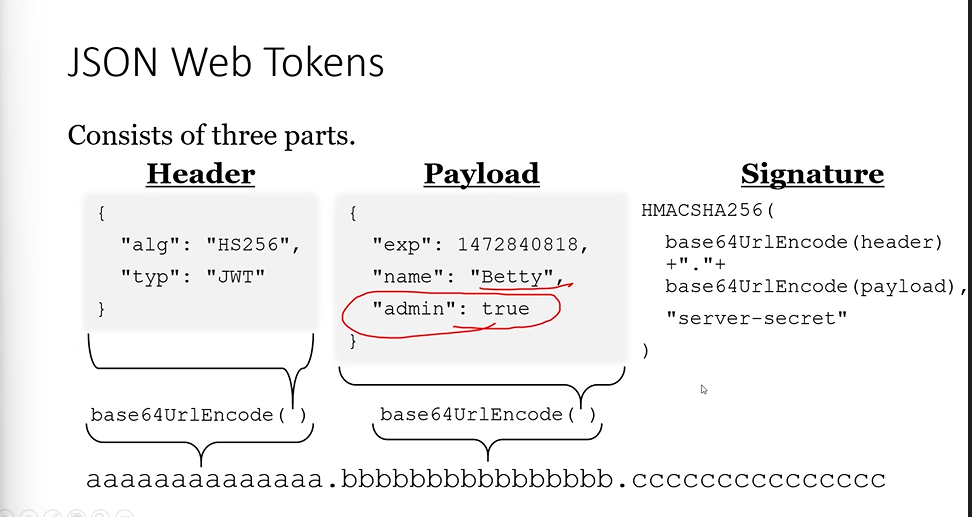 JSON Web Tokens
Consists of three parts.
Header
{
"alg": "HS256",
"typ": "JWT"
}
base64UrlEncode( )
Payload
{
"exp": 1472840818,
"name": "Betty",
"admin": true
}
base64UrlEncode( )
Signature
HMACSHA256(
base64UrlEncode(header)
+"."+
base64UrlEncode(payload),
"server-secret"
)
aaaaaaaaaaaaaa.bbbbbbbbbbbbbbbb.ccccccccccccccc